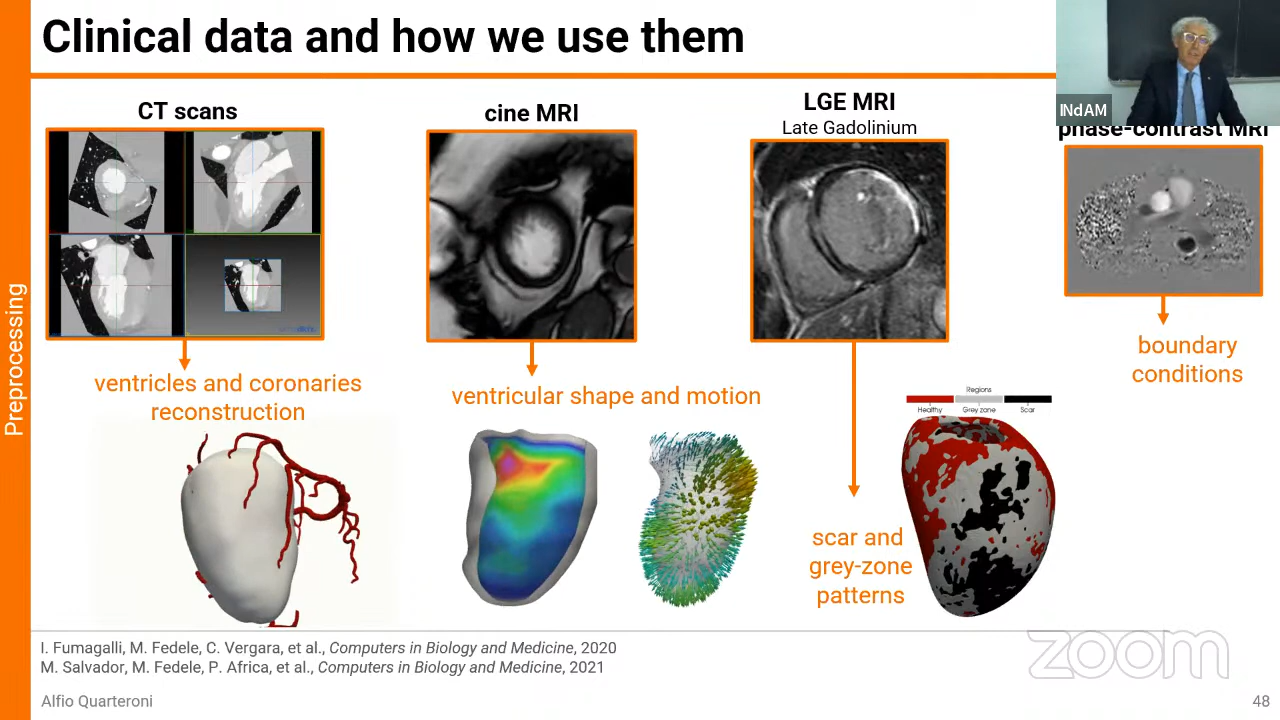 Clinical data and how we use them
INdAM
CT scans
cine MRI
LGE MRI
Late Gadolinium
phase-contrast MRI
Preprocessing
ventricles and coronaries
reconstruction
ventricular shape and motion
boundary
conditions
Regions
Healthy Grey zone Scar
scar and
grey-zone
patterns
I. Fumagalli, M. Fedele, C. Vergara, et al., Computers in Biology and Medicine, 2020
M. Salvador, M. Fedele, P. Africa, et al., Computers in Biology and Medicine, 2021
zoom
Alfio Quarteroni
48